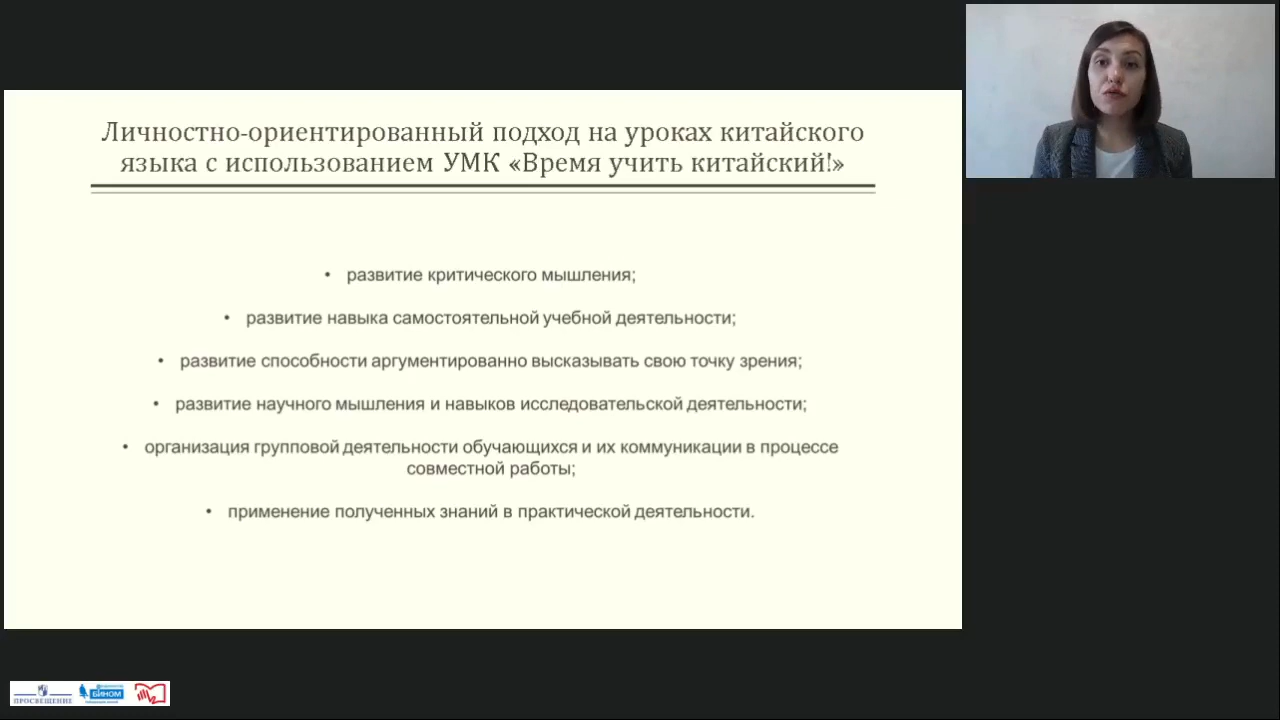 Личностно-ориентированный подход на уроках китайского
языка с использованием УМК «Время учить китайский!»
• развитие критического мышления;
• развитие навыка самостоятельной учебной деятельности;
• развитие способности аргументированно высказывать свою точку зрения;
• развитие научного мышления и навыков исследовательской деятельности;
• организация групповой деятельности обучающихся и их коммуникации в процессе
совместной работы;
• применение полученных знаний в практической деятельности.
ПРОСВЕЩЕНИЕ
БИНОМ